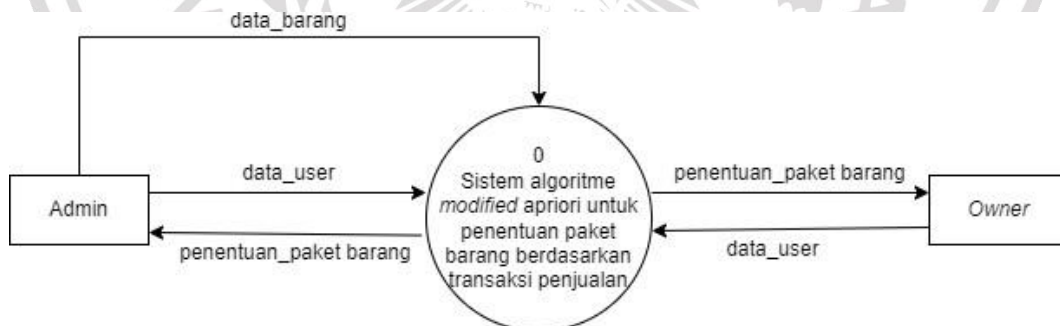 data_barang
0
Sistem algoritme
modified apriori untuk
penentuan paket
barang berdasarkan
transaksi penjualan
Admin
data_user
penentuan_paket barang
penentuan_paket barang
data_user
Owner